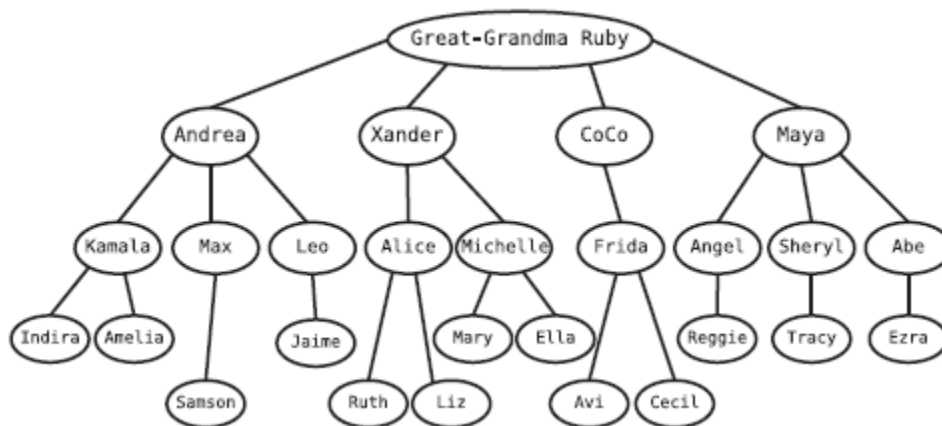 Great-Grandma Ruby
Andrea
Xander
CoCo
Maya
Kamala
Max
Leo
Alice
Michelle
Frida
Angel
Sheryl
Abe
Indira
Amelia
Jaime
Mary
Ella
Reggie
Tracy
Ezra
Samson
Ruth
Liz
Avi
Cecil